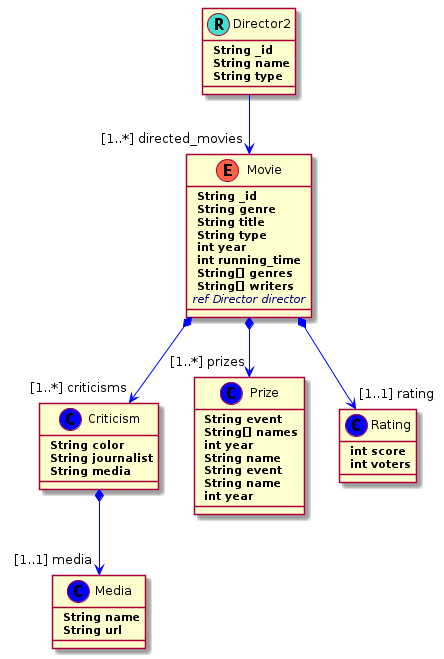 R Director2
String _id
String name
String type
[1..*] directed_movies
E Movie
String _id
String genre
String title
String type
int year
int running_time
String[] genres
String[] writers
ref Director director
[1..*] criticisms
[1..*] prizes
[1..1] rating
C Criticism
String color
String journalist
String media
C Prize
String event
String[] names
int year
String name
String event
String name
int year
C Rating
int score
int voters
[1..1] media
C Media
String name
String url